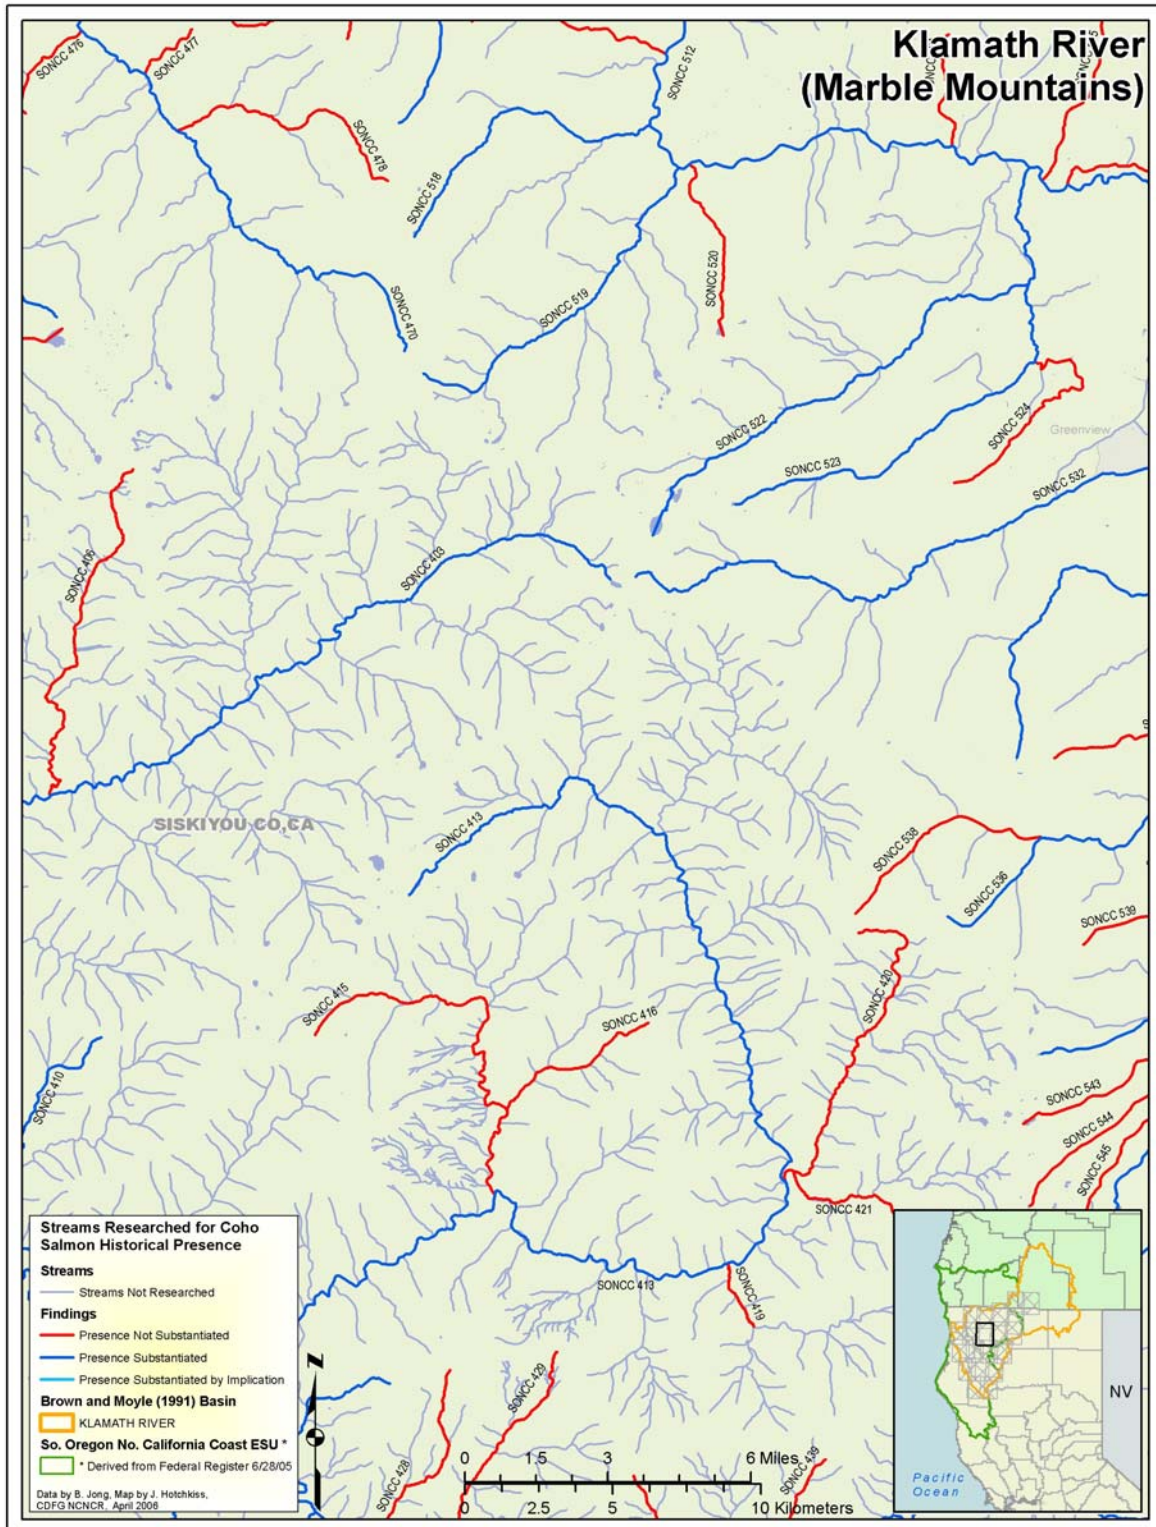 Klamath River
(Marble Mountains)
SONCC 476
SONCC 477
SONCC 512
SONCC 478
SONCC 518
SONCC 520
SONCC 519
SONCC 470
SONCC 522
SONCC 524
Greenview
SONCC 523
SONCC 532
SONCC 406
SONCC 403
SISKIYOU CO,CA
SONCC 413
SONCC 538
SONCC 536
SONCC 539
SONCC 420
SONCC 415
SONCC 416
SONCC 410
SONCC 543
SONCC 544
SONCC 545
SONCC 421
SONCC 413
SONCC 419
SONCC 429
SONCC 428
SONCC 439
Streams Researched for Coho
Salmon Historical Presence
Streams
Streams Not Researched
Findings
Presence Not Substantiated
Presence Substantiated
Presence Substantiated by Implication
Brown and Moyle (1991) Basin
KLAMATH RIVER
So. Oregon No. California Coast ESU *
* Derived from Federal Register 6/28/05
Data by B. Jong, Map by J. Hotchkiss,
CDFG NCNCR, April 2006
Z
0 1.5 3 6 Miles
0 2.5 5 10 Kilometers
NV
Pacific
Ocean